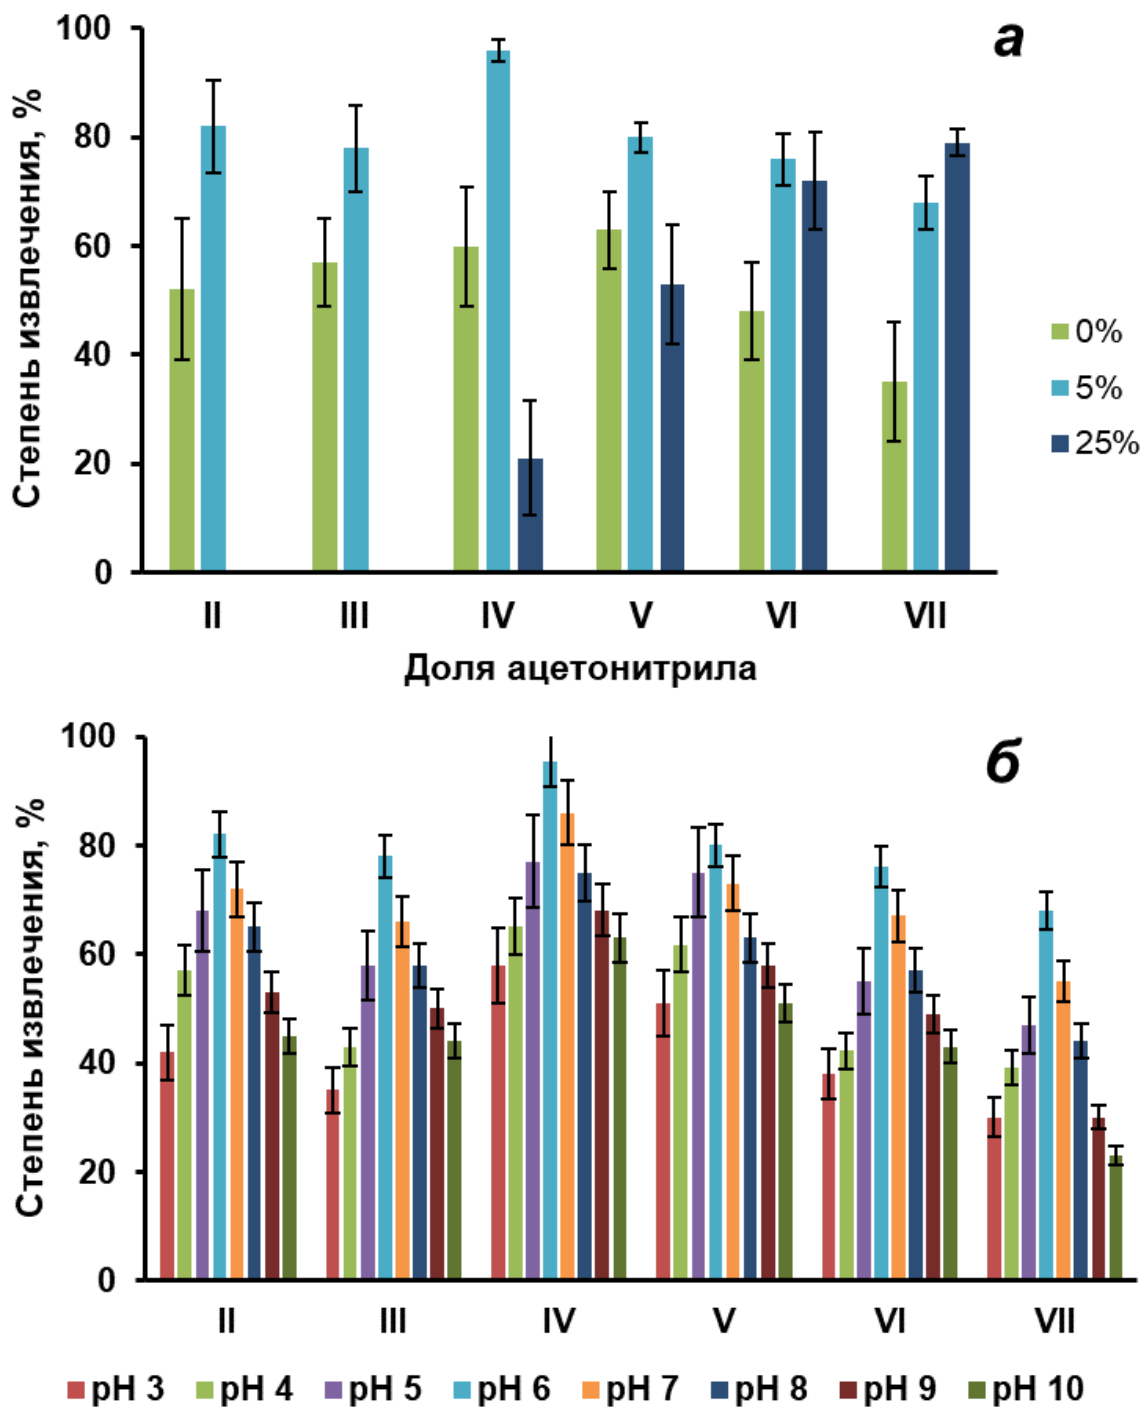 а
Степень извлечения, %
100
80
60
40
20
0
II III IV V VI VII
Доля ацетонитрила
0%
5%
25%
б
Степень извлечения, %
100
80
60
40
20
0
II III IV V VI VII
pH 3 pH 4 pH 5 pH 6 pH 7 pH 8 pH 9 pH 10